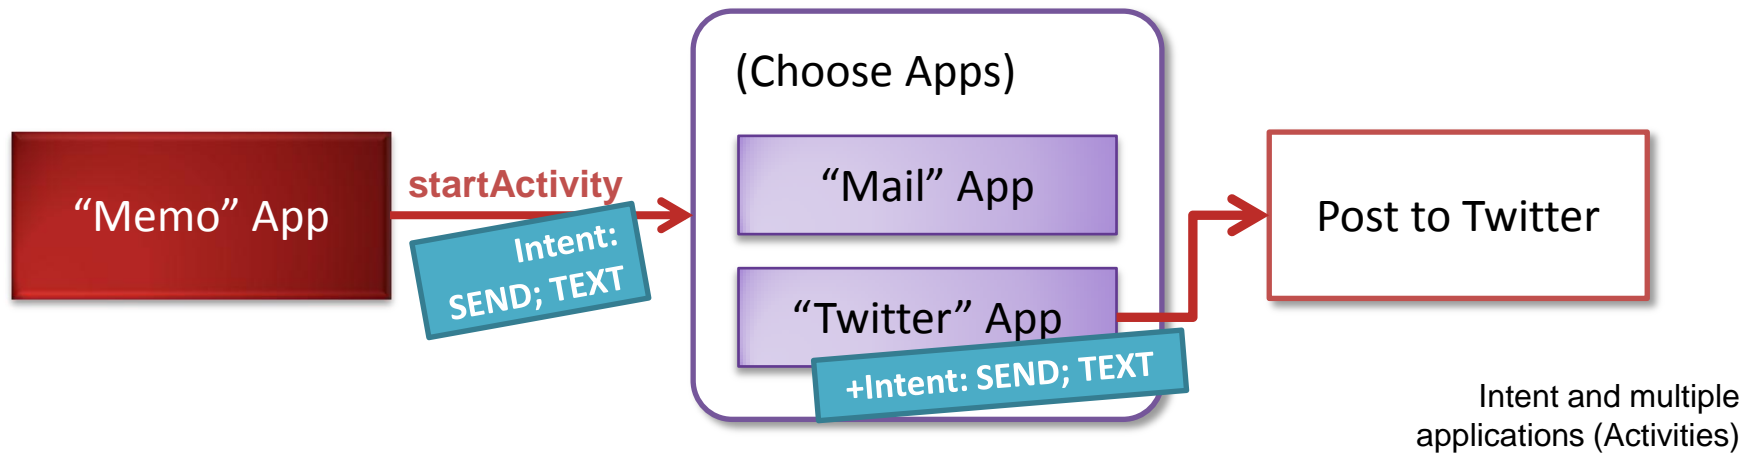 “Memo” App
startActivity
Intent:
SEND; TEXT
(Choose Apps)
“Mail” App
“Twitter” App
+Intent: SEND; TEXT
Post to Twitter
Intent and multiple
applications (Activities)